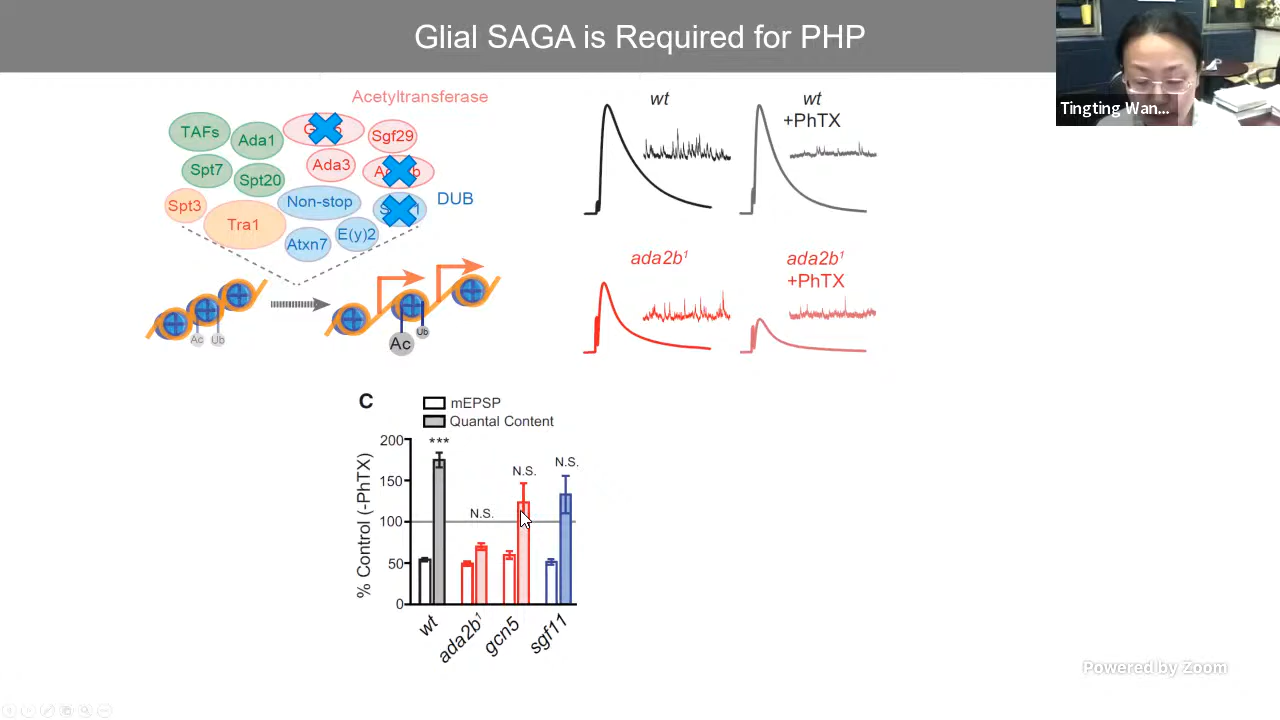 Glial SAGA is Required for PHP
Tingting Wan...
Acetyltransferase
TAFs
Ada1
Sgf29
Spt7
Spt20
Ada3
Spt3
Tra1
Non-stop
DUB
Atxn7
E(y)2
Ac
Ub
Ac
Ub
wt
wt
+PhTX
ada2b¹
ada2b¹
+PhTX
C
mEPSP
Quantal Content
% Control (-PhTX)
200
150
100
50
0
***
N.S.
N.S.
N.S.
wt
ada2b¹
gcn5
sgf11
Powered by Zoom